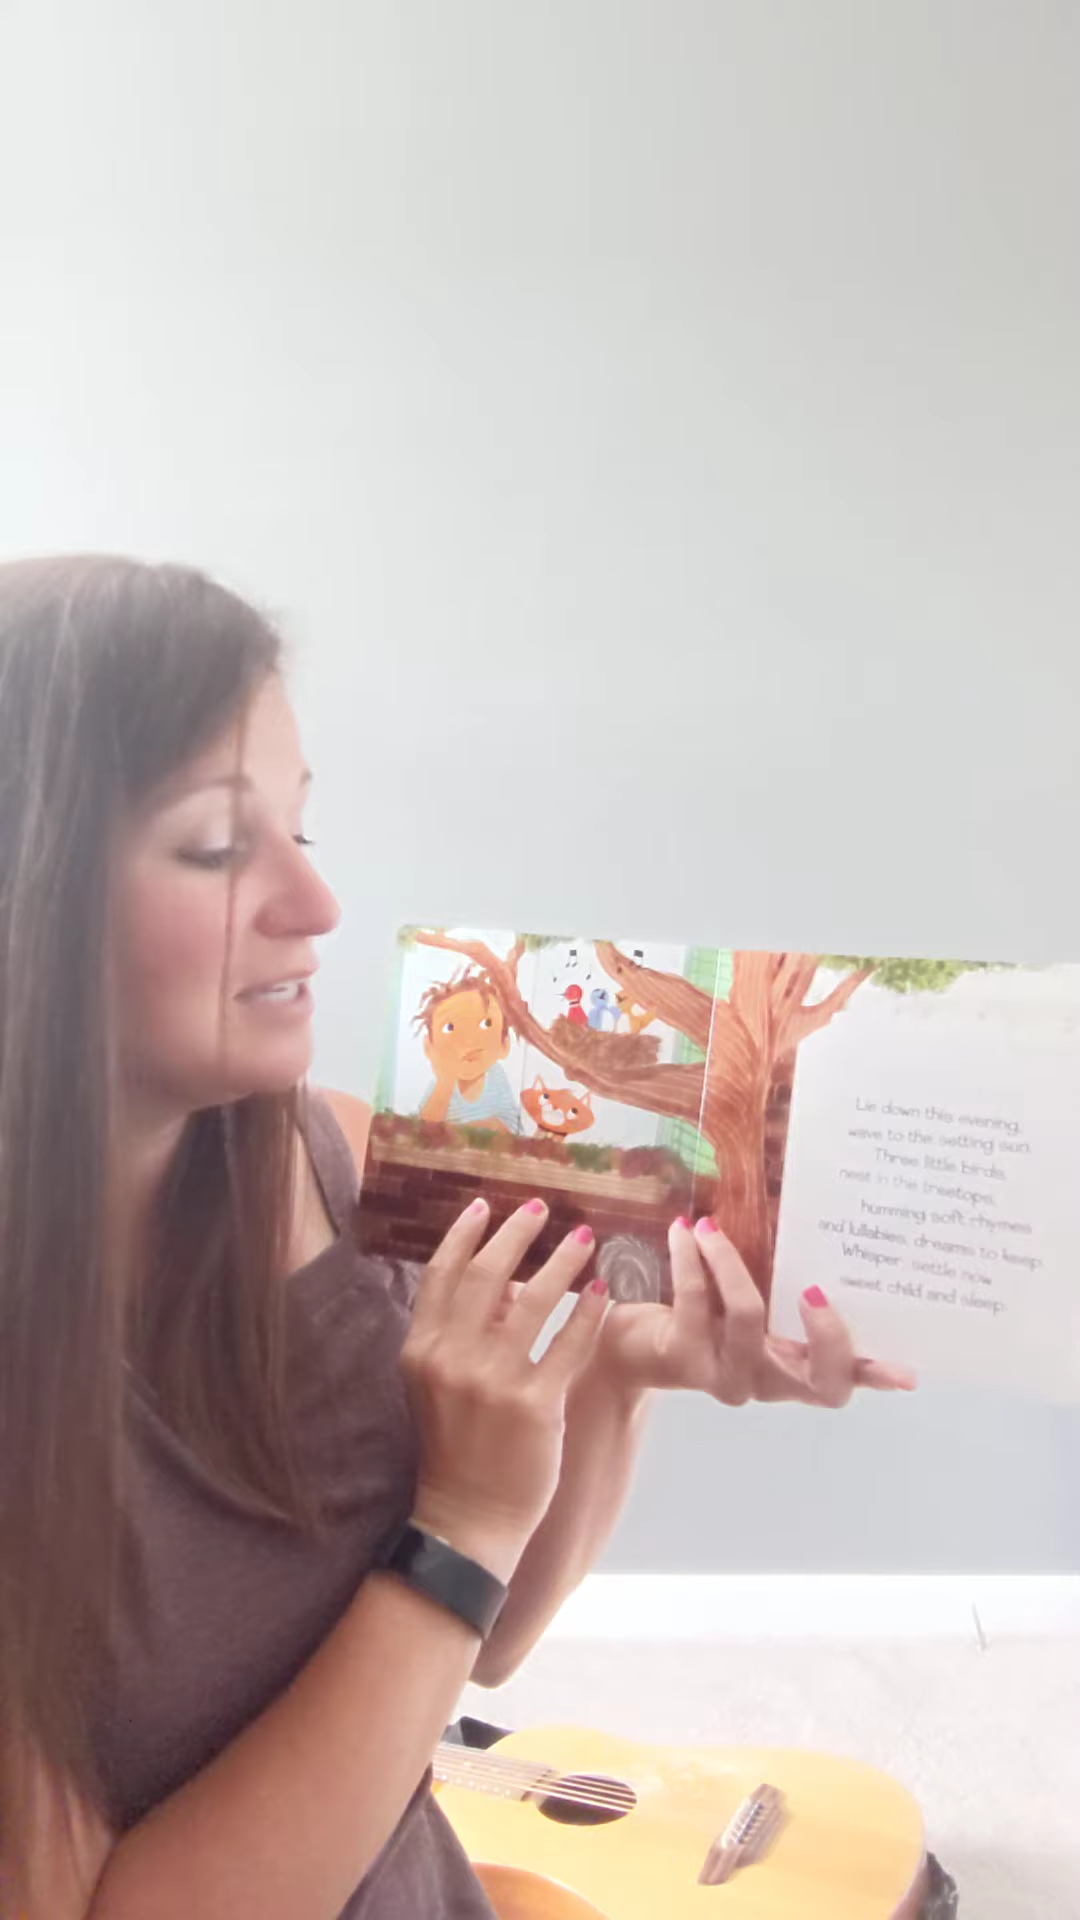 Lie down this evening,
wave to the setting sun.
Three little birds,
nest in the treetops,
humming soft rhymes
and lullabies, dreams to keep.
Whisper, settle now
sweet child and sleep.